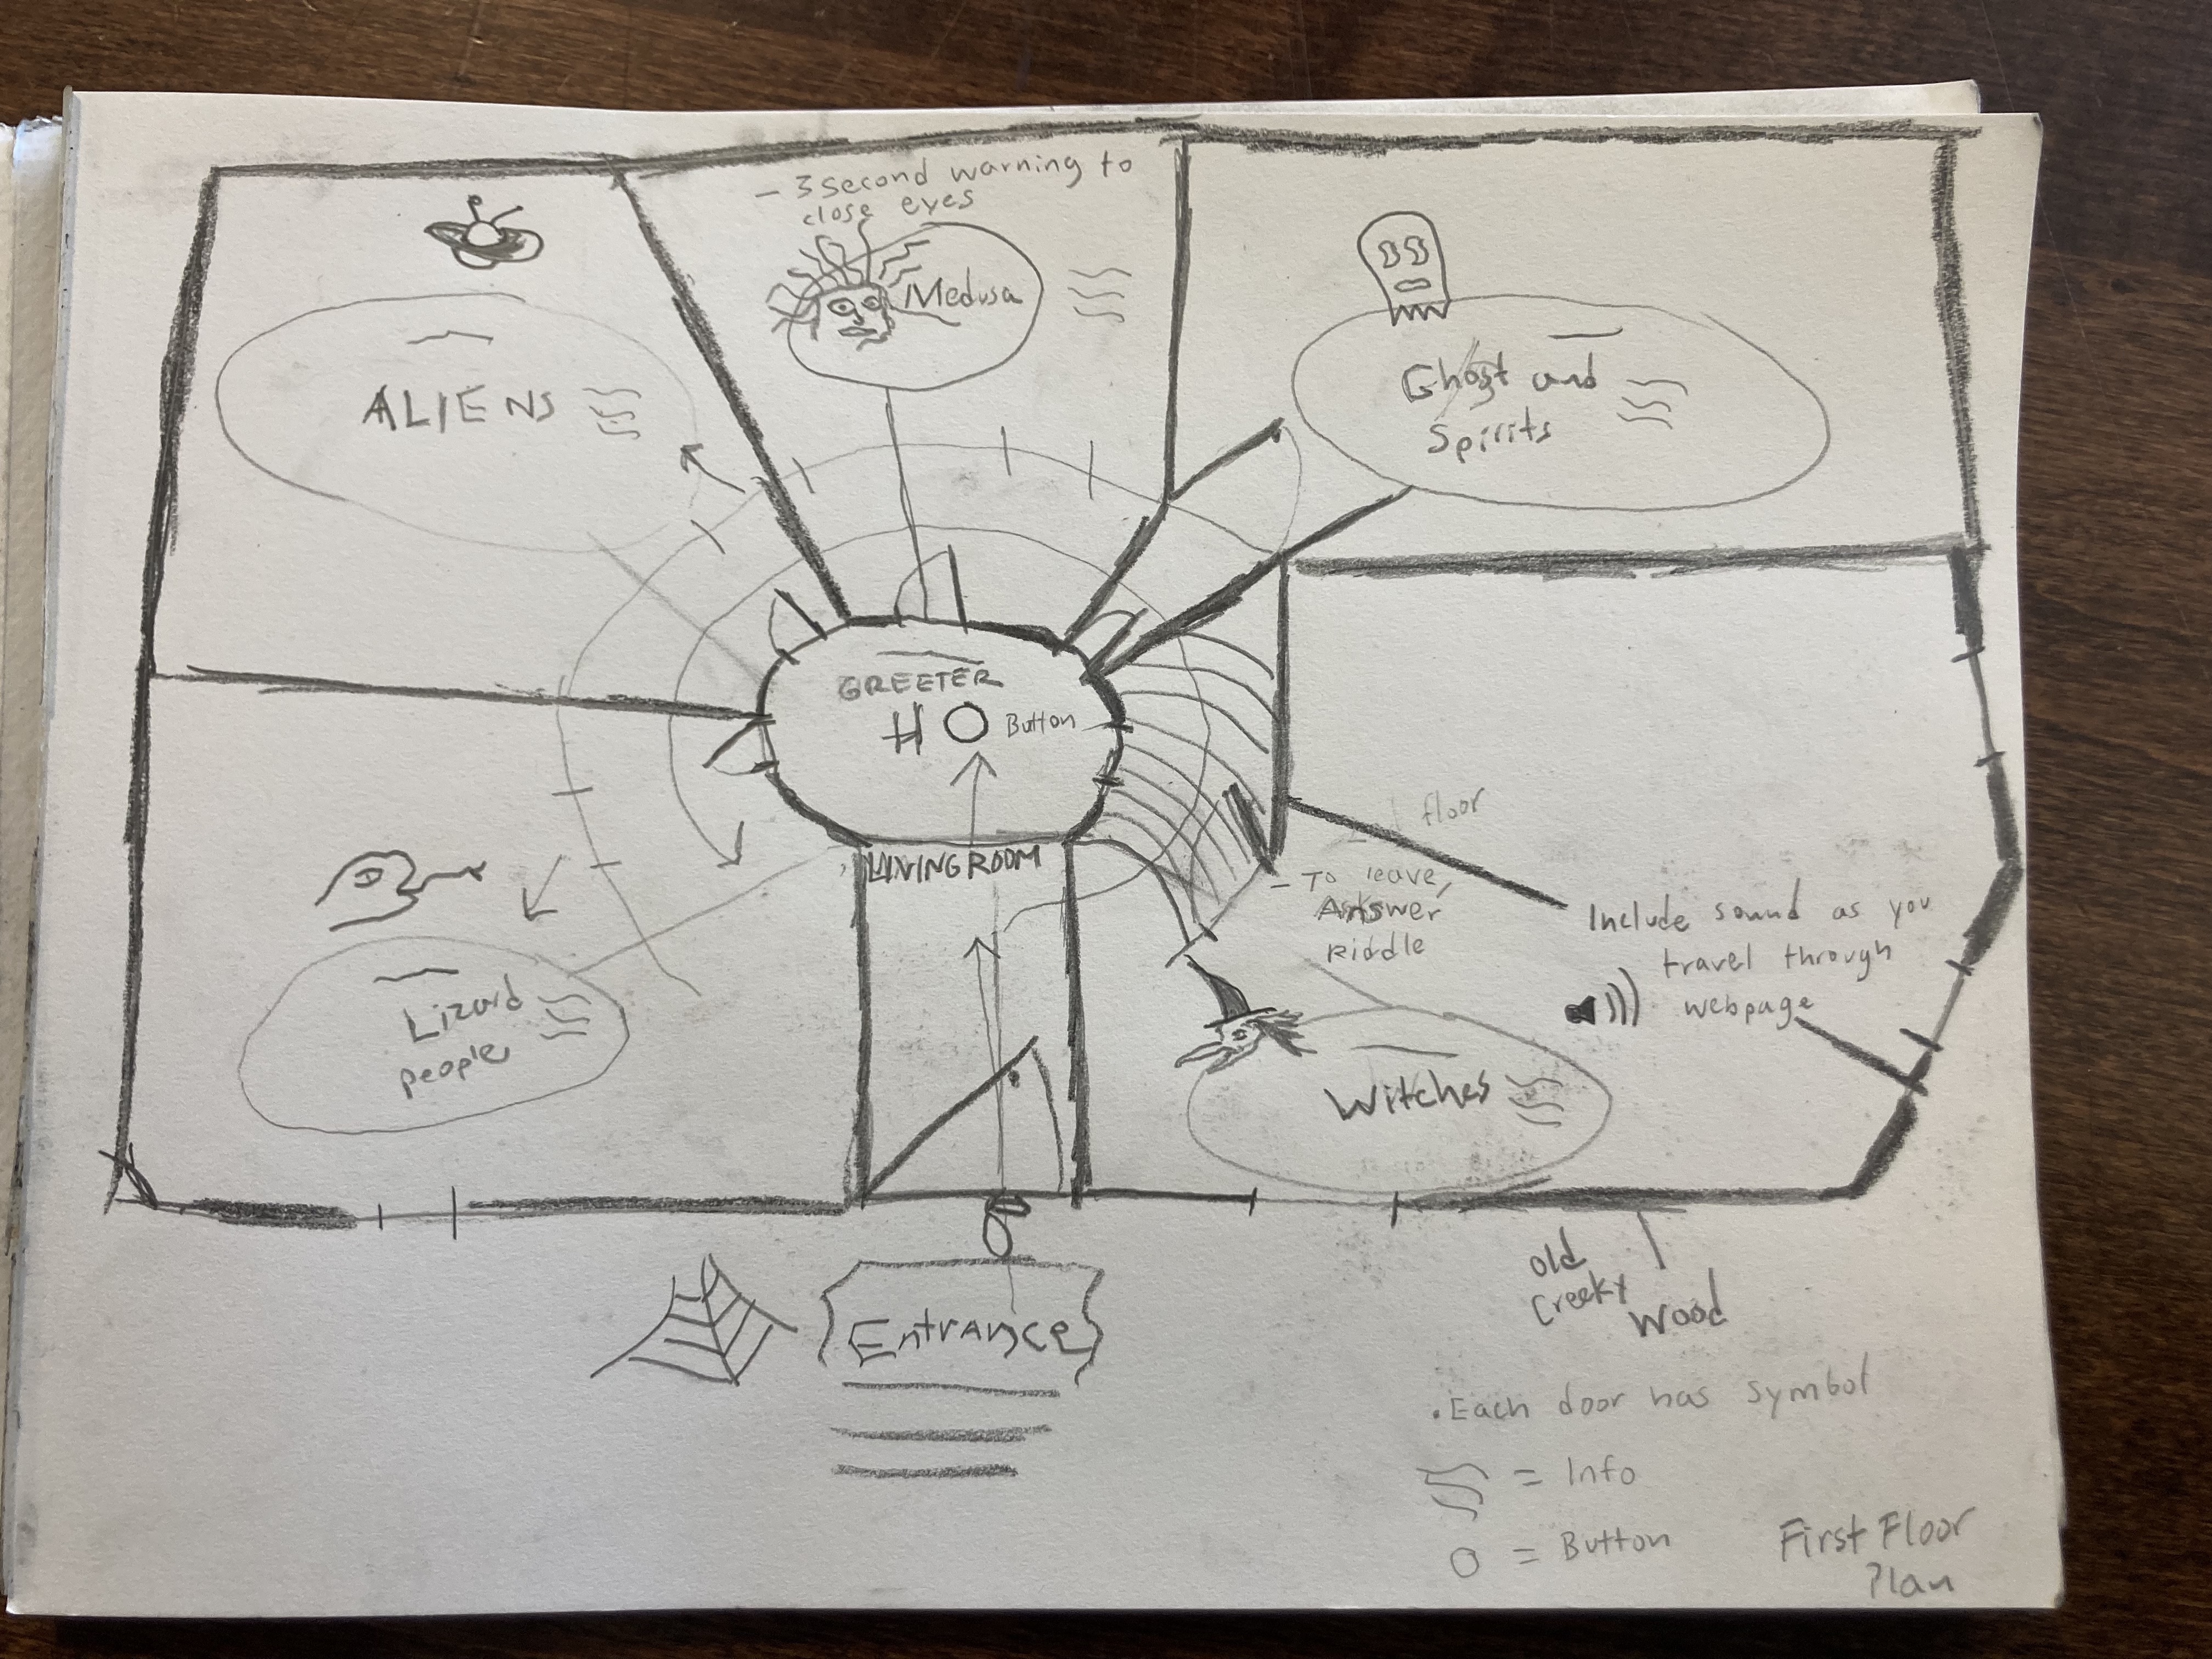 - 3 second warning to
close eyes
Medusa
ALIENS
Ghost and
Spirits
GREETER
Button
LIVING ROOM
floor
- To leave,
Answer
Riddle
Include sound as you
travel through
webpage
Lizard
people
Witches
Entrance
old
Creeky
Wood
• Each door has symbol
= Info
O = Button
First Floor
Plan